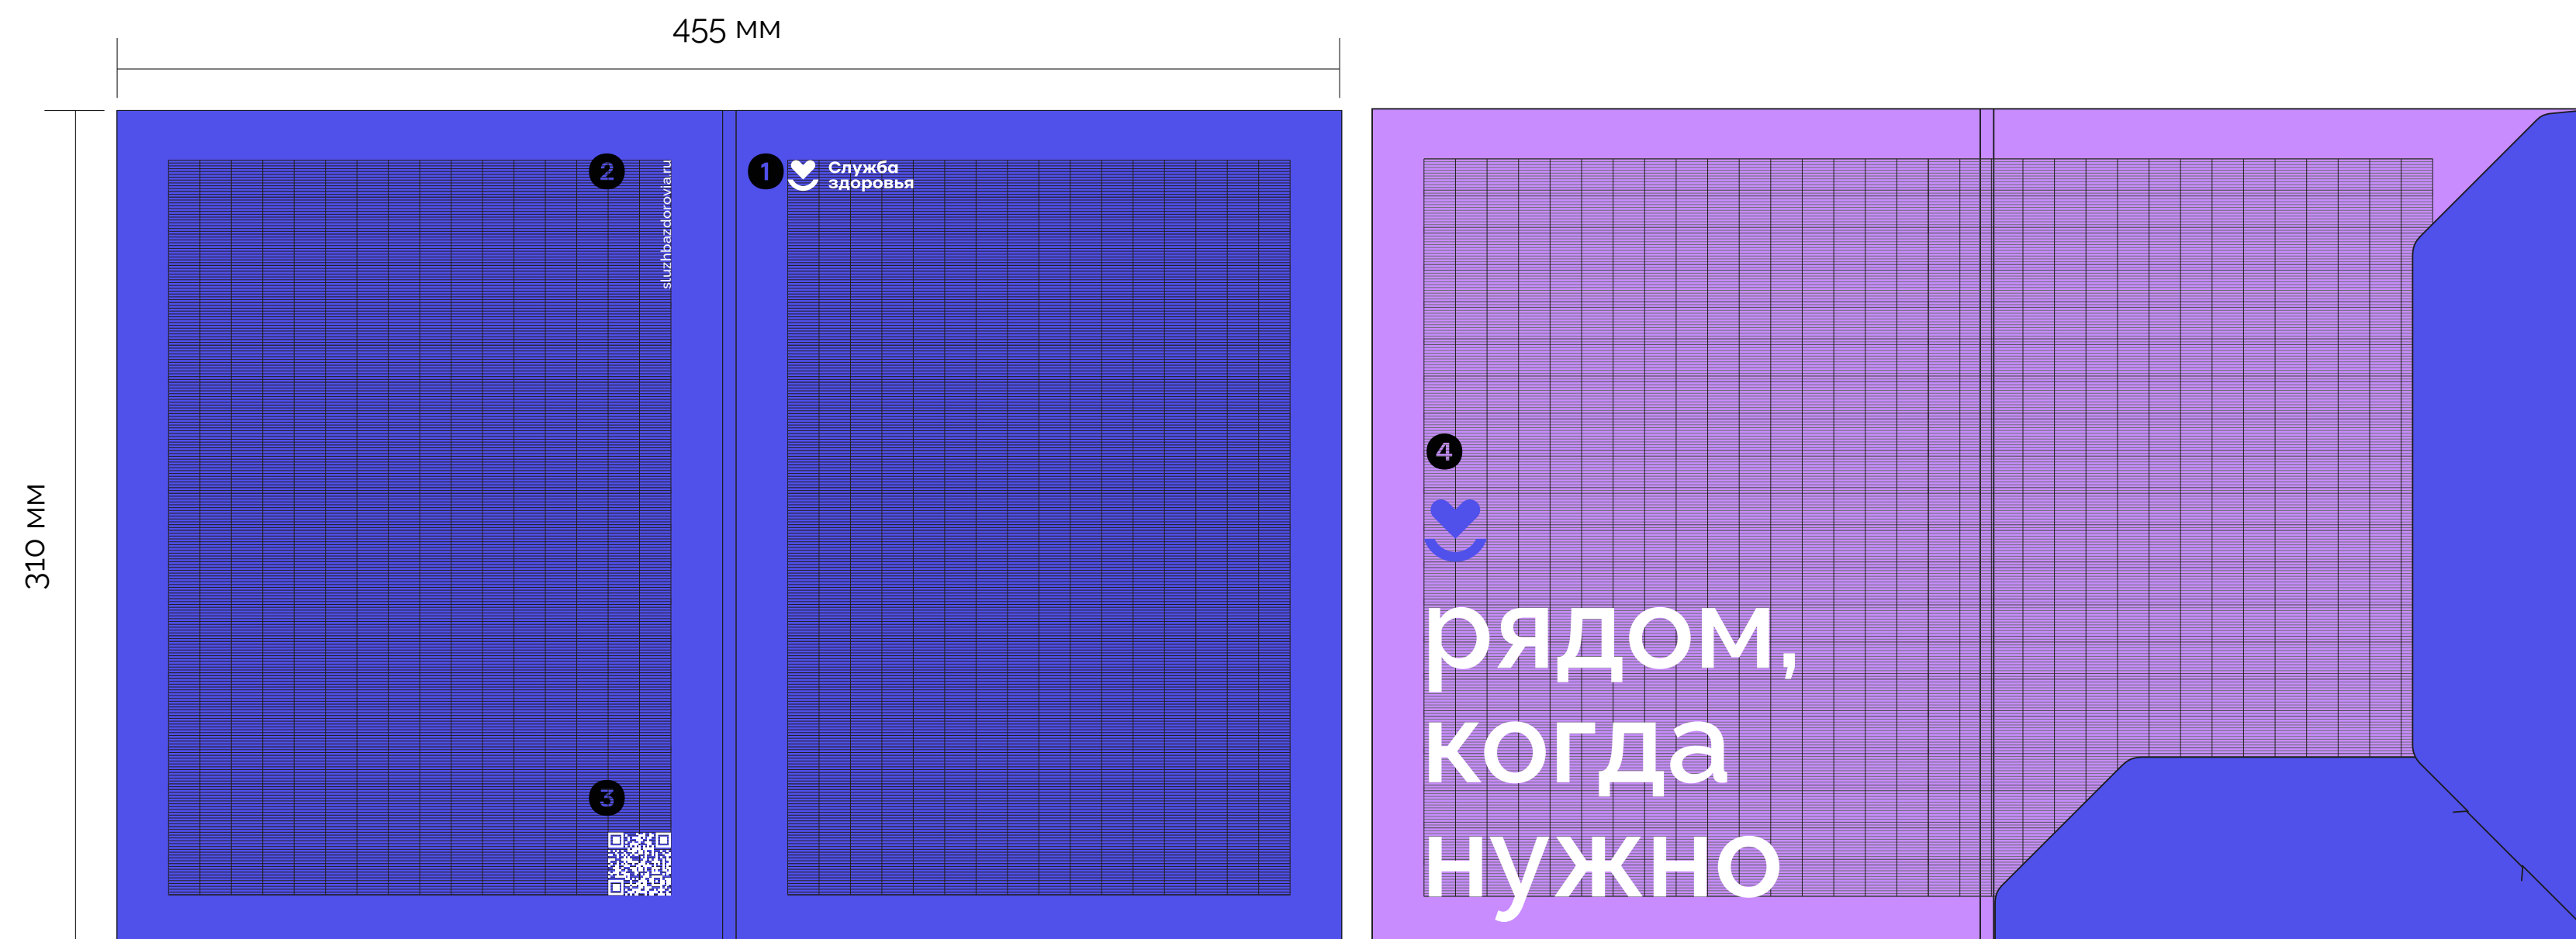 455 мм
310 мм
2
sluzhbazdorovia.ru
1
Служба
здоровья
3
4
рядом,
когда
нужно